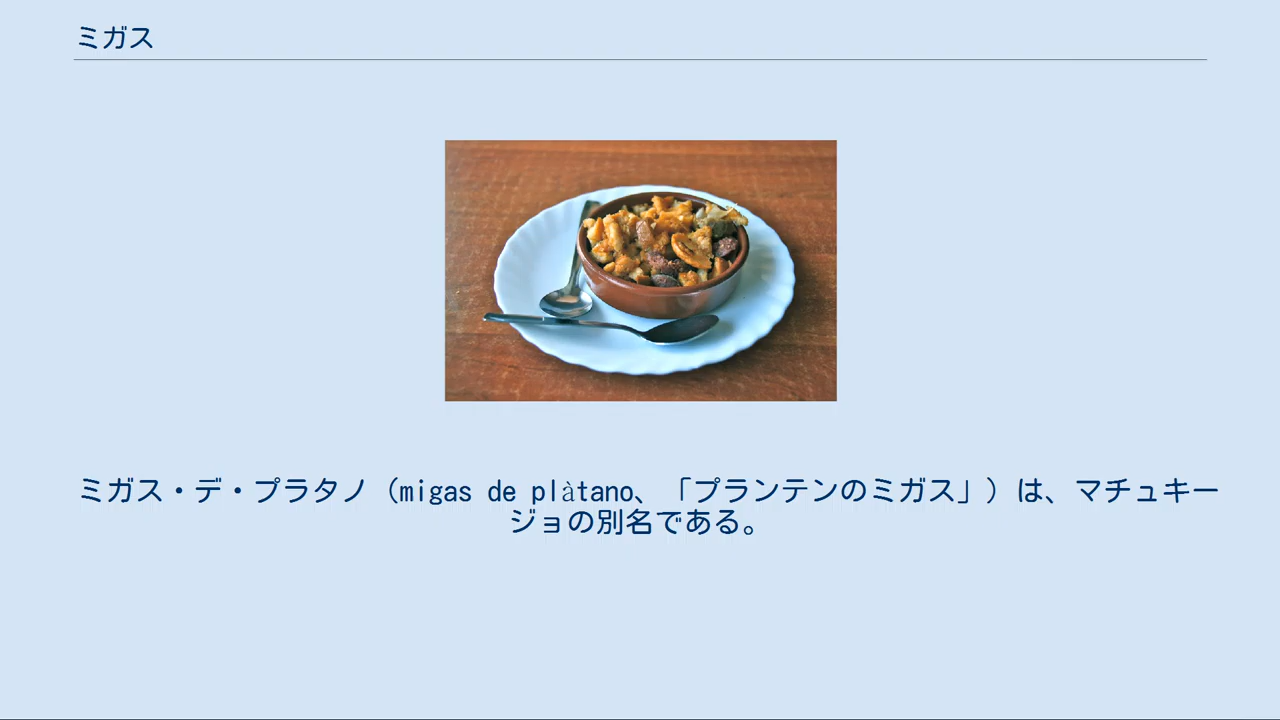 ミガス
ミガス・デ・プラタノ（migas de plàtano、「プランテンのミガス」）は、マチュキー
ジョの別名である。